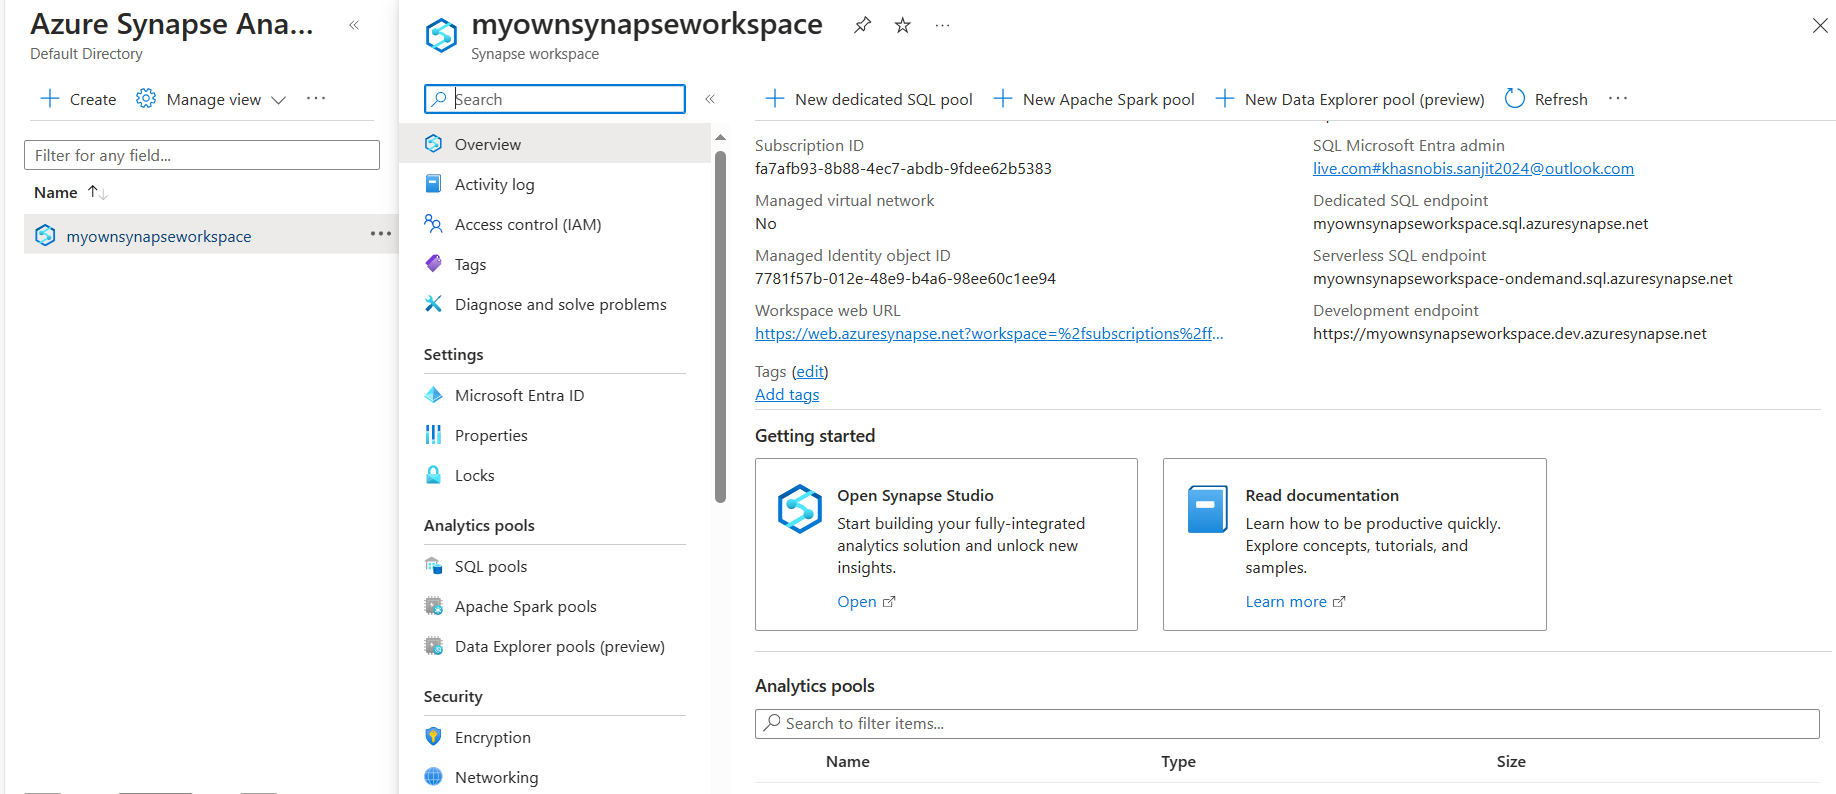 Azure Synapse Ana...
Default Directory
Create
Manage view
Filter for any field...
Name
myownsynapseworkspace
myownsynapseworkspace
Synapse workspace
Search
Overview
Activity log
Access control (IAM)
Tags
Diagnose and solve problems
Settings
Microsoft Entra ID
Properties
Locks
Analytics pools
SQL pools
Apache Spark pools
Data Explorer pools (preview)
Security
Encryption
Networking
New dedicated SQL pool
New Apache Spark pool
New Data Explorer pool (preview)
Refresh
Subscription ID
fa7afb93-8b88-4ec7-abdb-9fdee62b5383
Managed virtual network
No
Managed Identity object ID
7781f57b-012e-48e9-b4a6-98ee60c1ee94
Workspace web URL
https://web.azuresynapse.net?workspace=%2fsubscriptions%2ff...
Tags (edit)
Add tags
SQL Microsoft Entra admin
live.com#khasnobis.sanjit2024@outlook.com
Dedicated SQL endpoint
myownsynapseworkspace.sql.azuresynapse.net
Serverless SQL endpoint
myownsynapseworkspace-ondemand.sql.azuresynapse.net
Development endpoint
https://myownsynapseworkspace.dev.azuresynapse.net
Getting started
Open Synapse Studio
Start building your fully-integrated
analytics solution and unlock new
insights.
Open
Read documentation
Learn how to be productive quickly.
Explore concepts, tutorials, and
samples.
Learn more
Analytics pools
Search to filter items...
Name
Type
Size